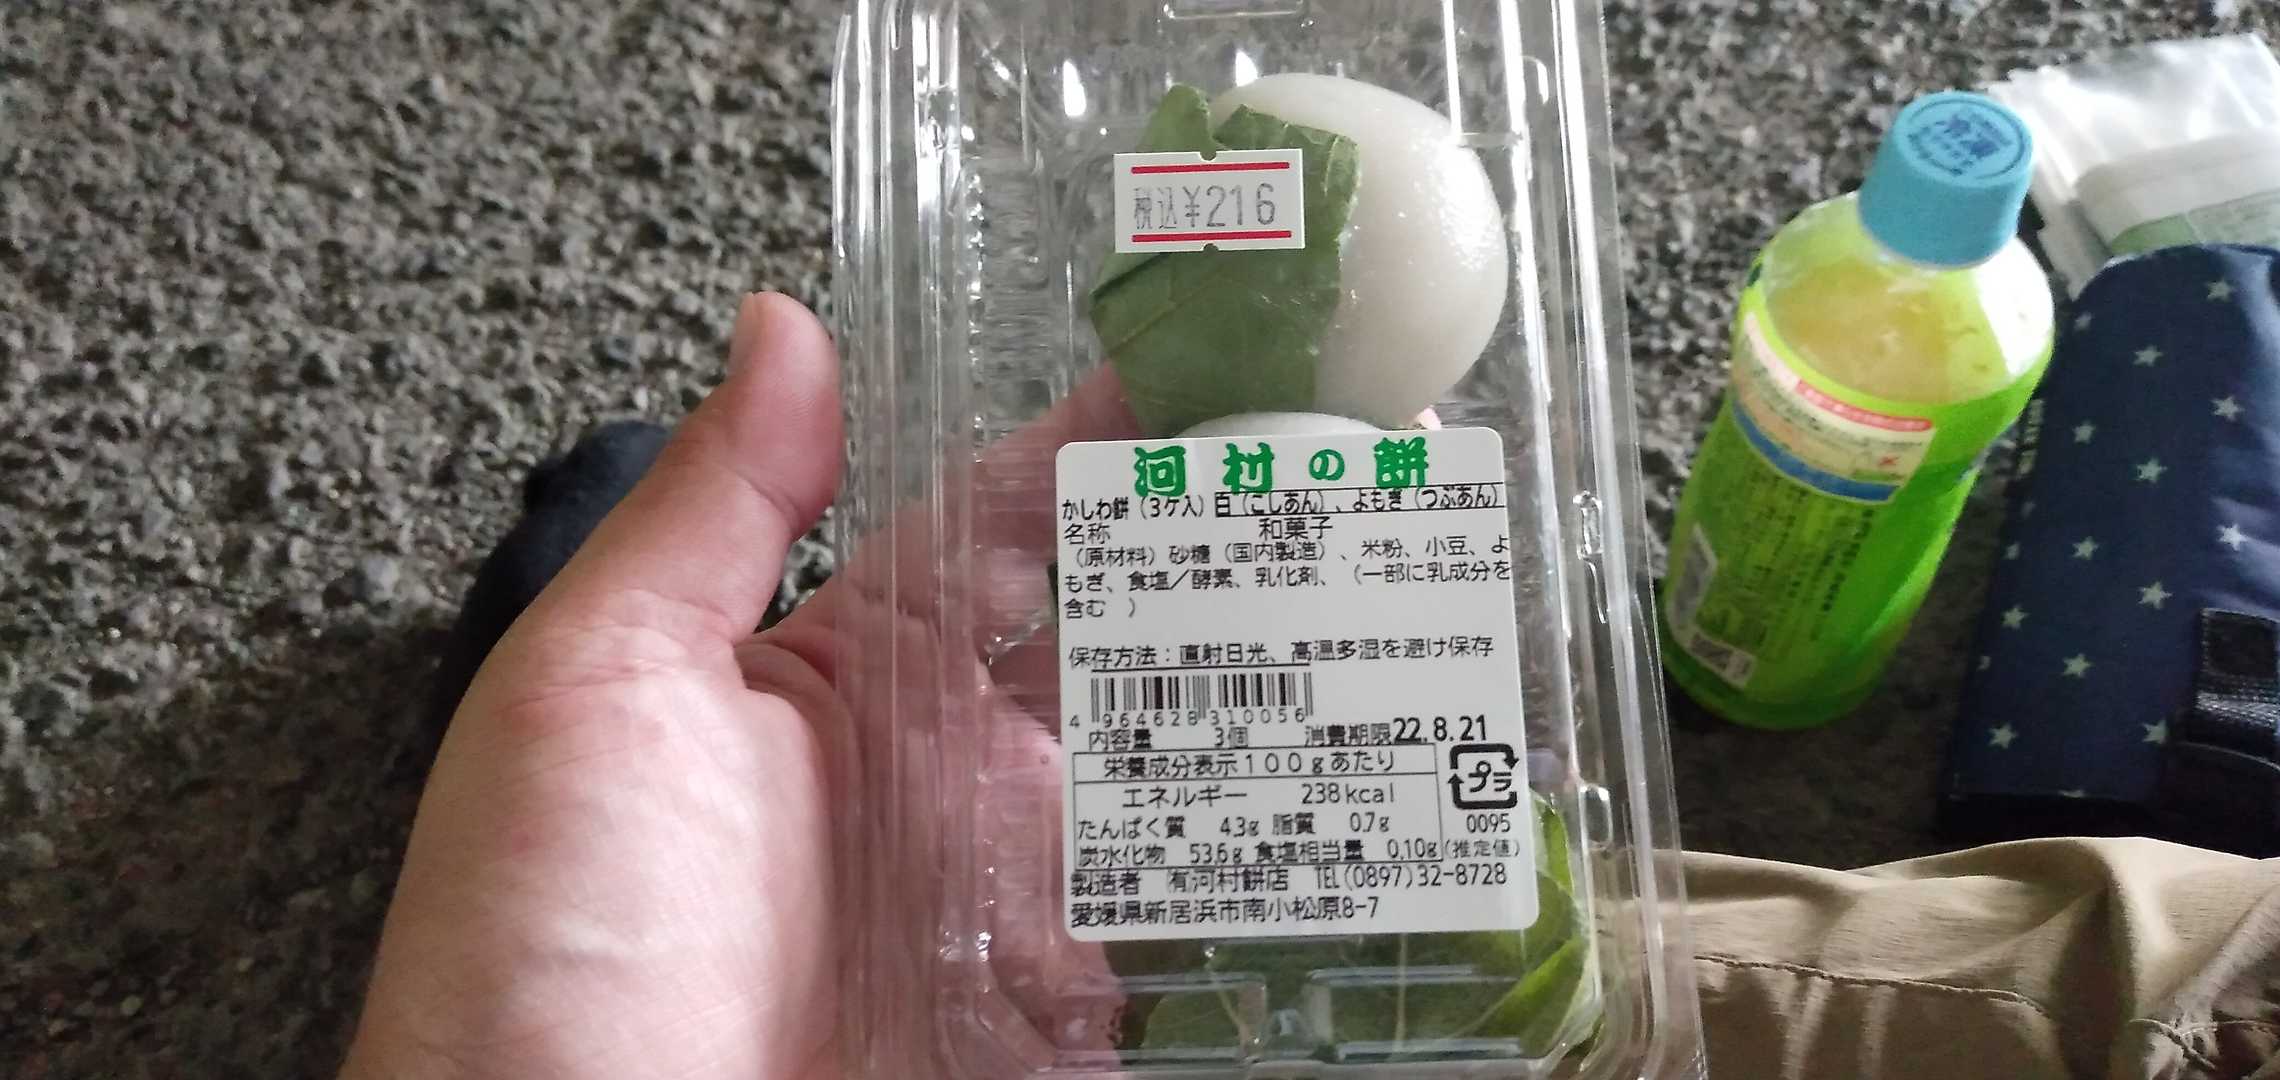 税込¥216
河村の餅
かしわ餅（3ケ入）白（こしあん）、よもぎ（つぶあん）
名称 和菓子
（原材料）砂糖（国内製造）、米粉、小豆、よ
もぎ、食塩／酵素、乳化剤、（一部に乳成分を
含む ）
保存方法：直射日光、高温多湿を避け保存
4 964628 310056
内容量 3個 消費期限22.8.21
栄養成分表示100gあたり
プラ
エネルギー 238kcal
たんぱく質 4.3g 脂質 0.7g 0095
炭水化物 53.6g 食塩相当量 0.10g(推定値)
製造者 ㈲河村餅店 TEL(0897)32-8728
愛媛県新居浜市南小松原8-7
冷凍